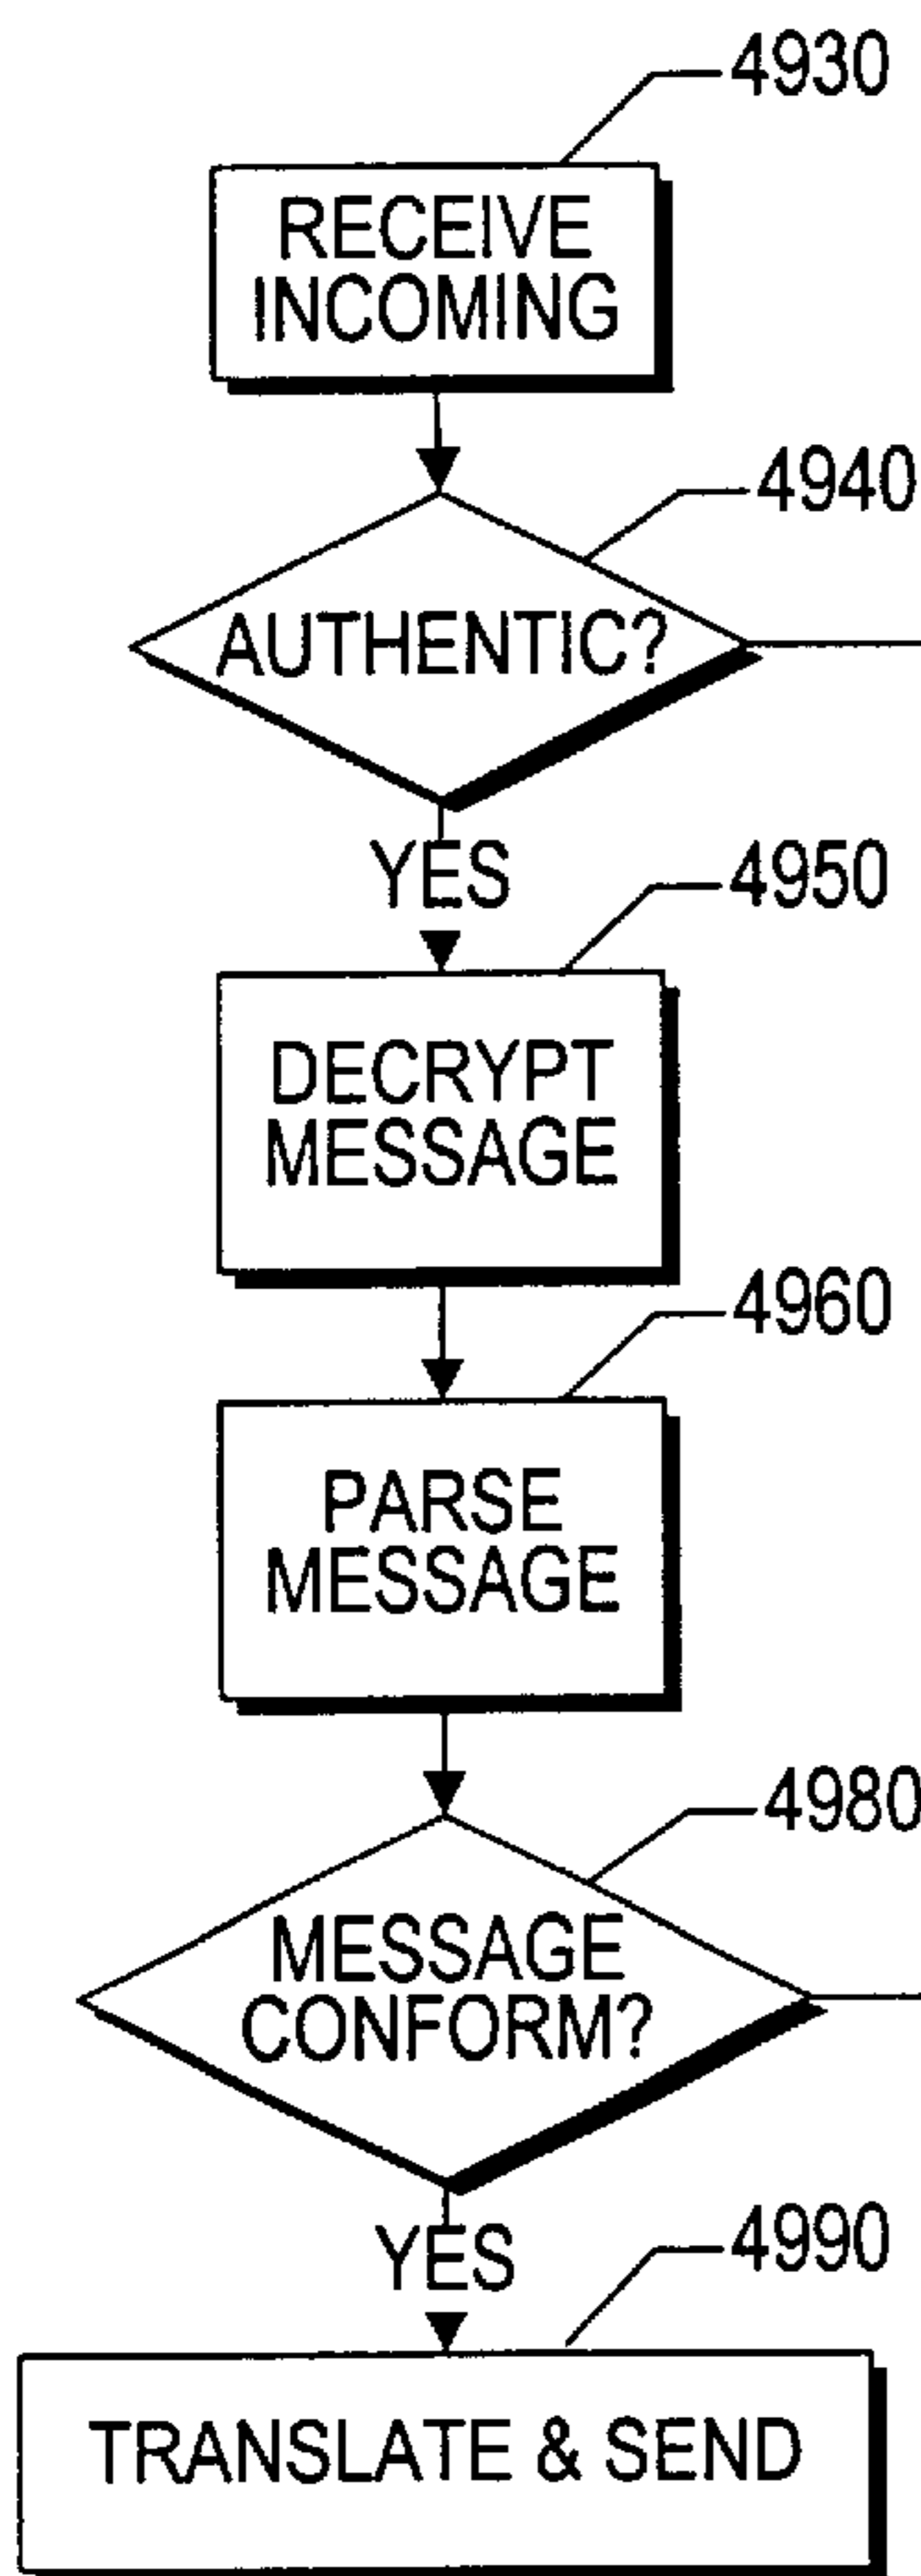 4930
RECEIVE
INCOMING
4940
AUTHENTIC?
YES
4950
DECRYPT
MESSAGE
4960
PARSE
MESSAGE
4980
MESSAGE
CONFORM?
YES
4990
TRANSLATE & SEND